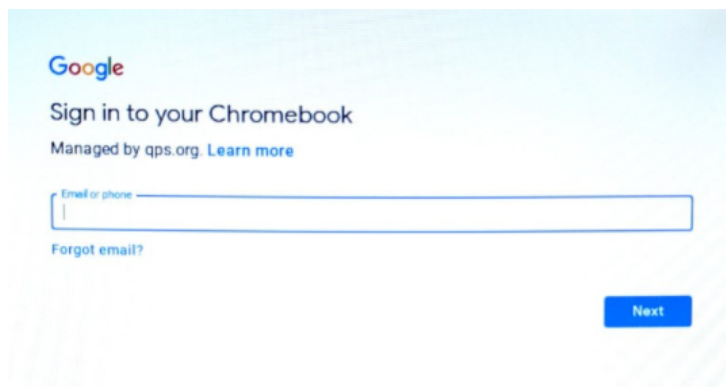 Google
Sign in to your Chromebook
Managed by qps.org. Learn more
Email or phone
Forgot email?
Next